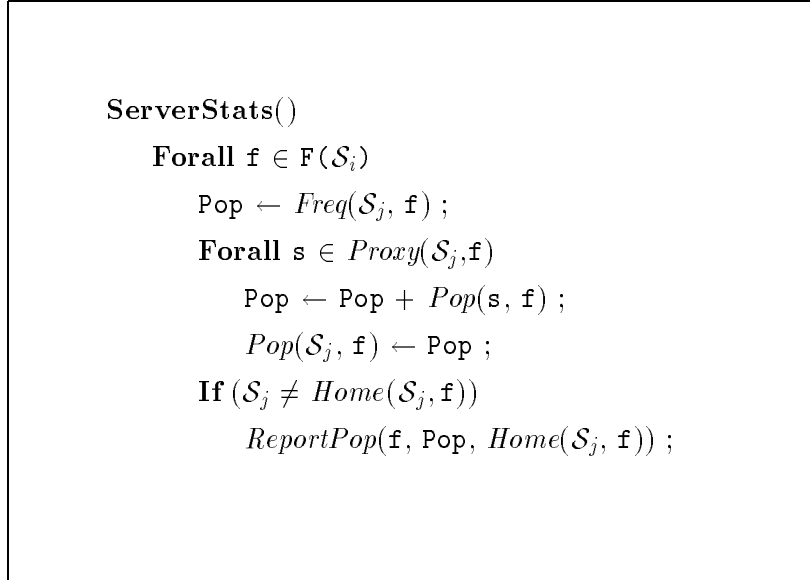 ServerStats()
Forall f ∈ F(𝒮ᵢ)
Pop ← Freq(𝒮ⱼ, f) ;
Forall s ∈ Proxy(𝒮ⱼ,f)
Pop ← Pop + Pop(s, f) ;
Pop(𝒮ⱼ, f) ← Pop ;
If (𝒮ⱼ ≠ Home(𝒮ⱼ,f))
ReportPop(f, Pop, Home(𝒮ⱼ, f)) ;